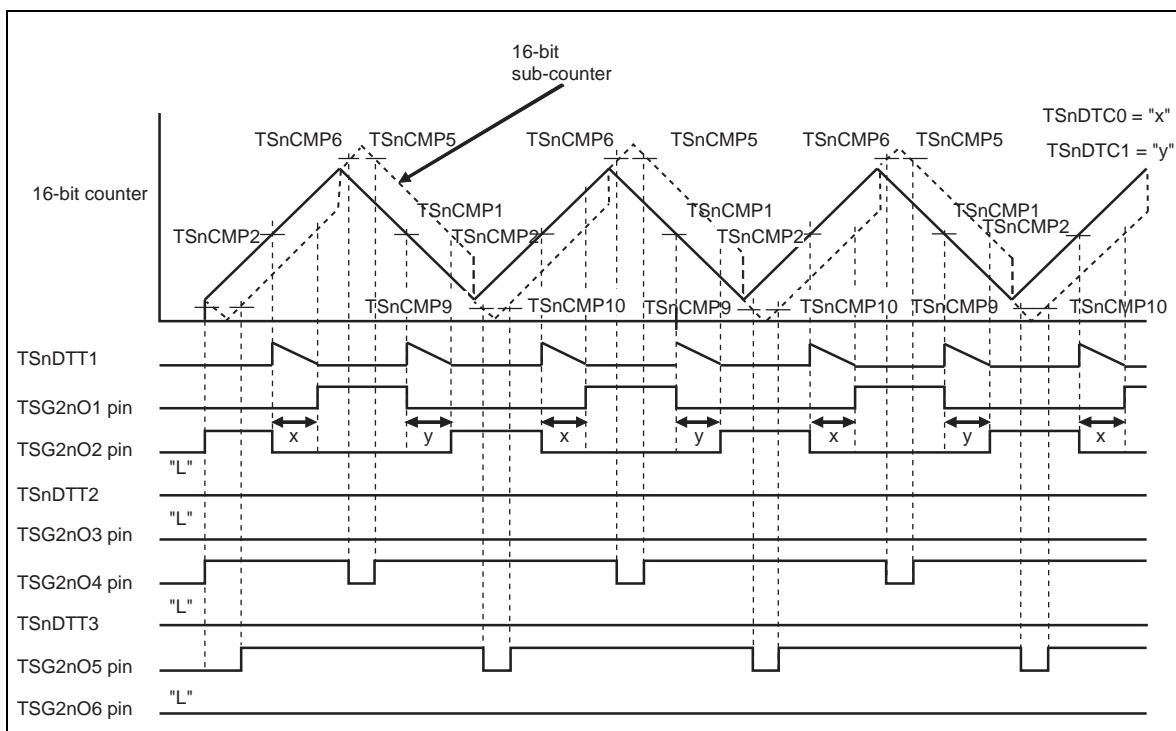 16-bit
sub-counter
TSnDTC0 = "x"
TSnCMP6 TSnCMP5 TSnCMP6 TSnCMP5 TSnCMP6 TSnCMP5
TSnDTC1 = "y"
16-bit counter
TSnCMP1 TSnCMP1 TSnCMP1
TSnCMP2 TSnCMP2 TSnCMP2 TSnCMP2
TSnCMP9 TSnCMP10 TSnCMP9 TSnCMP10 TSnCMP9 TSnCMP10
TSnDTT1
TSG2nO1 pin
x y x y x y x
TSG2nO2 pin
"L"
TSnDTT2
"L"
TSG2nO3 pin
TSG2nO4 pin
"L"
TSnDTT3
TSG2nO5 pin
"L"
TSG2nO6 pin